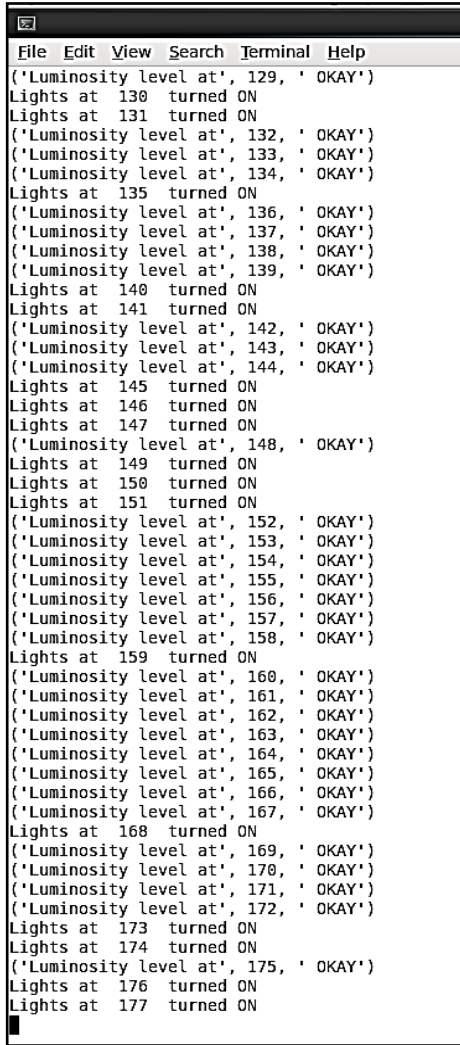 File Edit View Search Terminal Help
('Luminosity level at', 129, ' OKAY')
Lights at  130  turned ON
Lights at  131  turned ON
('Luminosity level at', 132, ' OKAY')
('Luminosity level at', 133, ' OKAY')
('Luminosity level at', 134, ' OKAY')
Lights at  135  turned ON
('Luminosity level at', 136, ' OKAY')
('Luminosity level at', 137, ' OKAY')
('Luminosity level at', 138, ' OKAY')
('Luminosity level at', 139, ' OKAY')
Lights at  140  turned ON
Lights at  141  turned ON
('Luminosity level at', 142, ' OKAY')
('Luminosity level at', 143, ' OKAY')
('Luminosity level at', 144, ' OKAY')
Lights at  145  turned ON
Lights at  146  turned ON
Lights at  147  turned ON
('Luminosity level at', 148, ' OKAY')
Lights at  149  turned ON
Lights at  150  turned ON
Lights at  151  turned ON
('Luminosity level at', 152, ' OKAY')
('Luminosity level at', 153, ' OKAY')
('Luminosity level at', 154, ' OKAY')
('Luminosity level at', 155, ' OKAY')
('Luminosity level at', 156, ' OKAY')
('Luminosity level at', 157, ' OKAY')
('Luminosity level at', 158, ' OKAY')
Lights at  159  turned ON
('Luminosity level at', 160, ' OKAY')
('Luminosity level at', 161, ' OKAY')
('Luminosity level at', 162, ' OKAY')
('Luminosity level at', 163, ' OKAY')
('Luminosity level at', 164, ' OKAY')
('Luminosity level at', 165, ' OKAY')
('Luminosity level at', 166, ' OKAY')
('Luminosity level at', 167, ' OKAY')
Lights at  168  turned ON
('Luminosity level at', 169, ' OKAY')
('Luminosity level at', 170, ' OKAY')
('Luminosity level at', 171, ' OKAY')
('Luminosity level at', 172, ' OKAY')
Lights at  173  turned ON
Lights at  174  turned ON
('Luminosity level at', 175, ' OKAY')
Lights at  176  turned ON
Lights at  177  turned ON